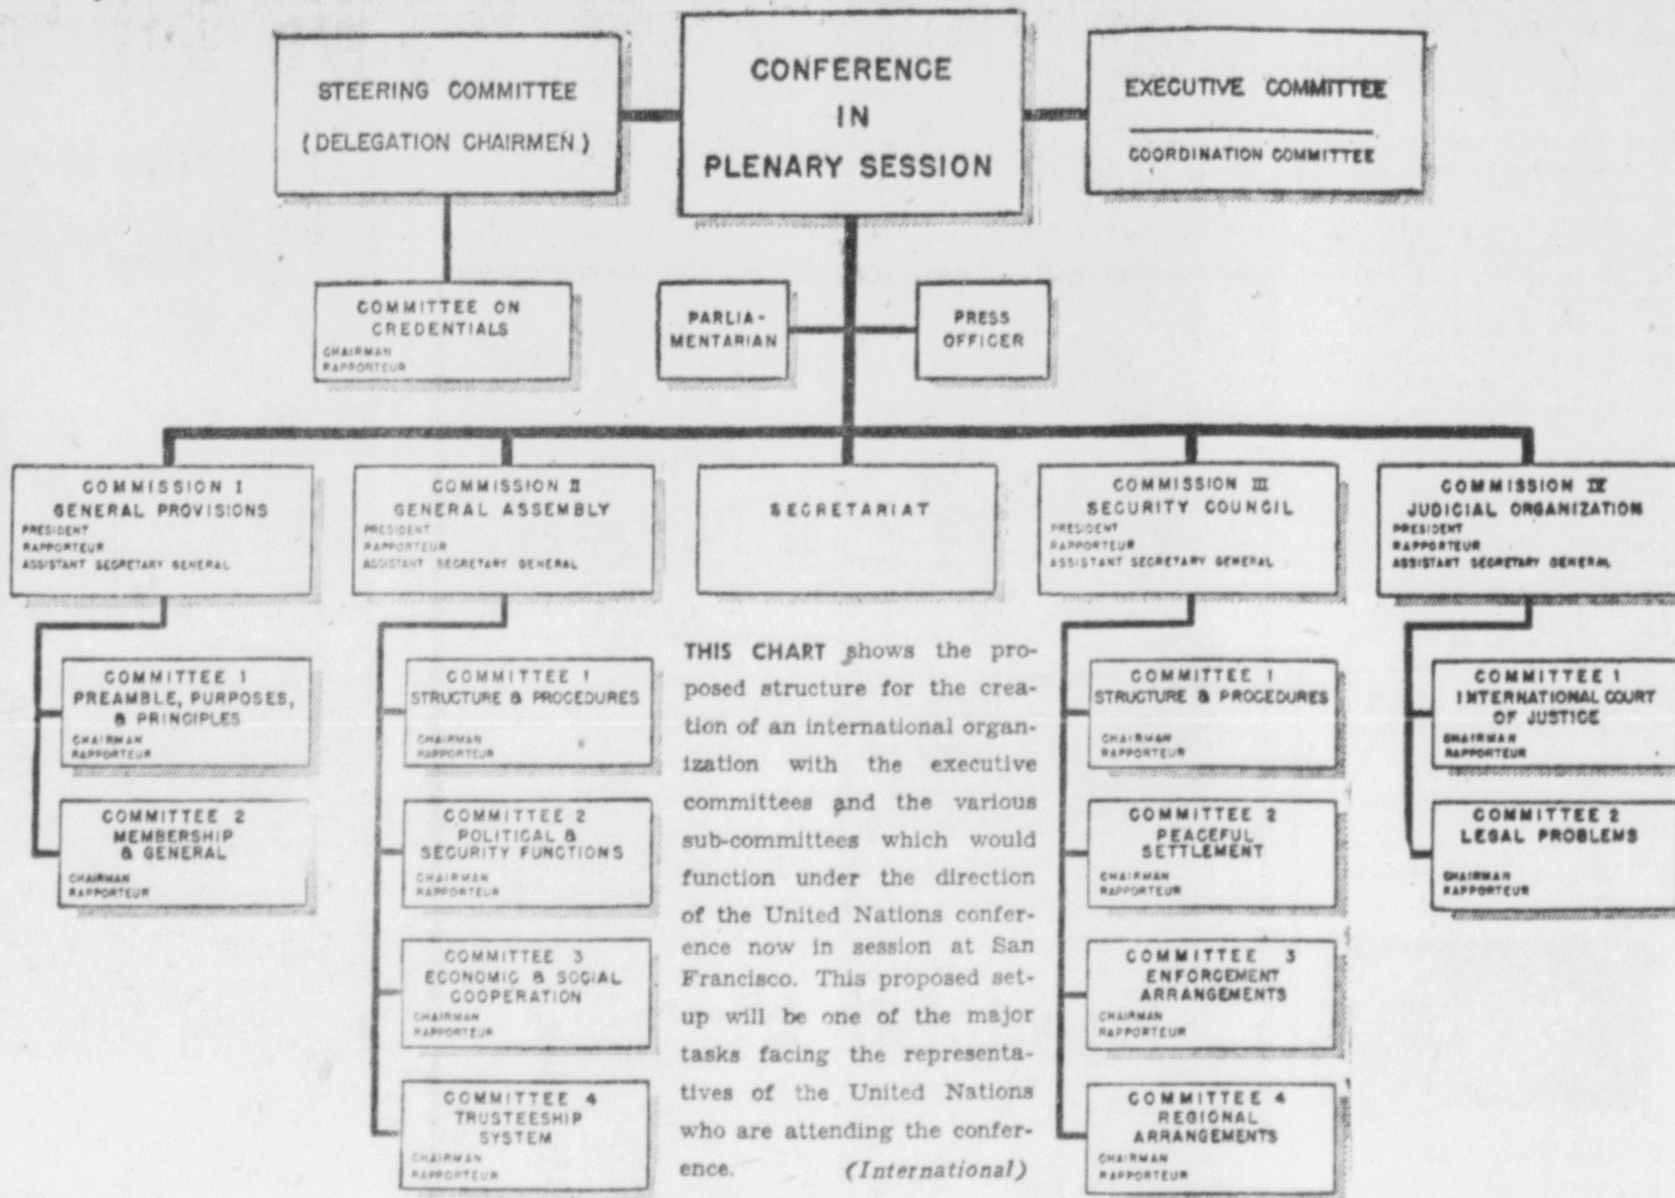 STEERING COMMITTEE
(DELEGATION CHAIRMEN)
CONFERENCE
IN
PLENARY SESSION
EXECUTIVE COMMITTEE
COORDINATION COMMITTEE
COMMITTEE ON
CREDENTIALS
CHAIRMAN
RAPPORTEUR
PARLIA-
MENTARIAN
PRESS
OFFICER
COMMISSION I
GENERAL PROVISIONS
PRESIDENT
RAPPORTEUR
ASSISTANT SECRETARY GENERAL
COMMISSION II
GENERAL ASSEMBLY
PRESIDENT
RAPPORTEUR
ASSISTANT SECRETARY GENERAL
SECRETARIAT
COMMISSION III
SECURITY COUNCIL
PRESIDENT
RAPPORTEUR
ASSISTANT SECRETARY GENERAL
COMMISSION IV
JUDICIAL ORGANIZATION
PRESIDENT
RAPPORTEUR
ASSISTANT SECRETARY GENERAL
COMMITTEE 1
PREAMBLE, PURPOSES,
& PRINCIPLES
CHAIRMAN
RAPPORTEUR
COMMITTEE 2
MEMBERSHIP
& GENERAL
CHAIRMAN
RAPPORTEUR
COMMITTEE 1
STRUCTURE & PROCEDURES
CHAIRMAN
RAPPORTEUR
COMMITTEE 2
POLITICAL &
SECURITY FUNCTIONS
CHAIRMAN
RAPPORTEUR
COMMITTEE 3
ECONOMIC & SOCIAL
COOPERATION
CHAIRMAN
RAPPORTEUR
COMMITTEE 4
TRUSTEESHIP
SYSTEM
CHAIRMAN
RAPPORTEUR
THIS CHART shows the pro-
posed structure for the crea-
tion of an international organ-
ization with the executive
committees and the various
sub-committees which would
function under the direction
of the United Nations confer-
ence now in session at San
Francisco. This proposed set-
up will be one of the major
tasks facing the representa-
tives of the United Nations
who are attending the confer-
ence. (International)
COMMITTEE 1
STRUCTURE & PROCEDURES
CHAIRMAN
RAPPORTEUR
COMMITTEE 2
PEACEFUL
SETTLEMENT
CHAIRMAN
RAPPORTEUR
COMMITTEE 3
ENFORCEMENT
ARRANGEMENTS
CHAIRMAN
RAPPORTEUR
COMMITTEE 4
REGIONAL
ARRANGEMENTS
CHAIRMAN
RAPPORTEUR
COMMITTEE 1
INTERNATIONAL COURT
OF JUSTICE
CHAIRMAN
RAPPORTEUR
COMMITTEE 2
LEGAL PROBLEMS
CHAIRMAN
RAPPORTEUR